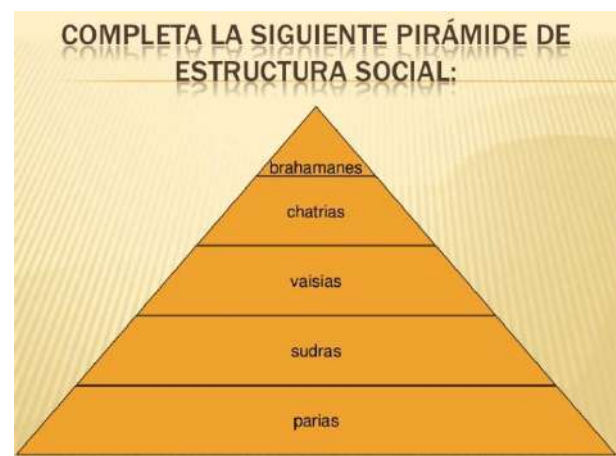 COMPLETA LA SIGUIENTE PIRÁMIDE DE
ESTRUCTURA SOCIAL:
brahamanes
chatrias
vaisias
sudras
parias